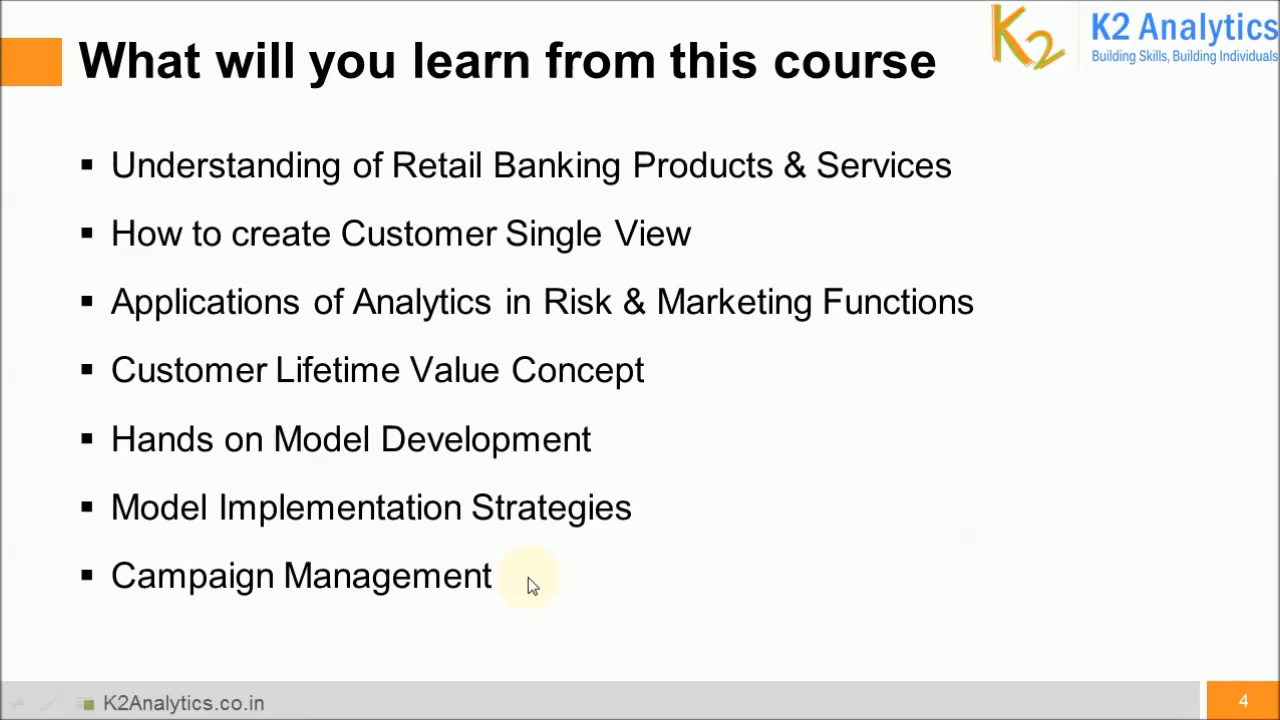 What will you learn from this course
K2
K2 Analytics
Building Skills, Building Individuals
Understanding of Retail Banking Products & Services
How to create Customer Single View
Applications of Analytics in Risk & Marketing Functions
Customer Lifetime Value Concept
Hands on Model Development
Model Implementation Strategies
Campaign Management
K2Analytics.co.in
4